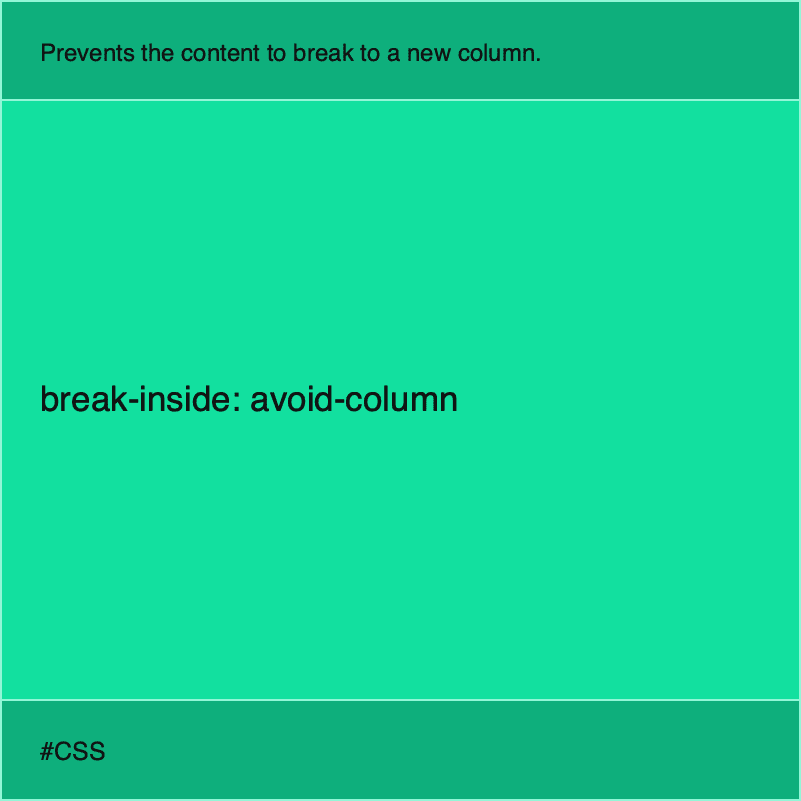 Prevents the content to break to a new column.
break-inside: avoid-column
#CSS